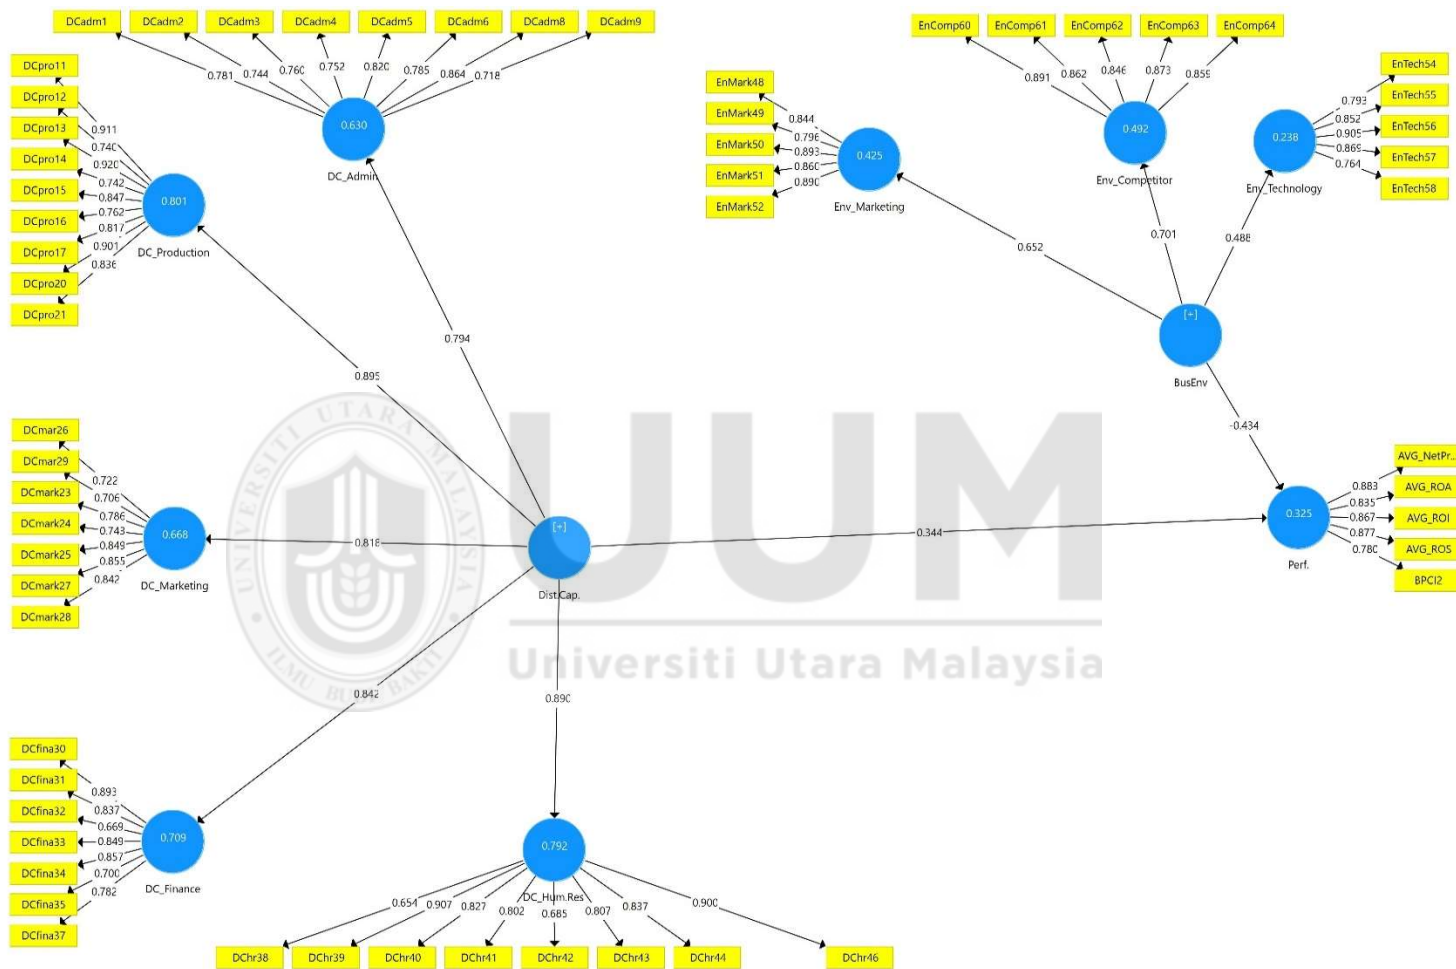 DCadm1 DCadm2 DCadm3 DCadm4 DCadm5 DCadm6 DCadm8 DCadm9
0.781 0.744 0.760 0.752 0.820 0.785 0.864 0.718
0.630
DC_Admin
DCpro11
DCpro12
DCpro13
DCpro14
DCpro15
DCpro16
DCpro17
DCpro20
DCpro21
0.911
0.740
0.920
0.742
0.847
0.762
0.817
0.901
0.836
0.801
DC_Production
EnComp60 EnComp61 EnComp62 EnComp63 EnComp64
0.891 0.862 0.846 0.873 0.859
0.492
Env_Competitor
EnMark48
EnMark49
EnMark50
EnMark51
EnMark52
0.844
0.796
0.893
0.860
0.890
0.425
Env_Marketing
EnTech54
EnTech55
EnTech56
EnTech57
EnTech58
0.793
0.852
0.905
0.869
0.764
0.238
Env_Technology
0.652
0.701
0.488
[+]
BusEnv
-0.434
0.794
0.895
DCmar26
DCmar29
DCmark23
DCmark24
DCmark25
DCmark27
DCmark28
0.722
0.706
0.786
0.743
0.849
0.855
0.842
0.668
DC_Marketing
0.818
[+]
Dist.Cap.
0.344
AVG_NetPr...
AVG_ROA
AVG_ROI
AVG_ROS
BPCI2
0.883
0.835
0.867
0.877
0.780
0.325
Perf.
UNIVERSITI UTARA MALAYSIA
ILMU BUDI BAKTI
UUM
Universiti Utara Malaysia
0.842
0.890
DCfina30
DCfina31
DCfina32
DCfina33
DCfina34
DCfina35
DCfina37
0.893
0.837
0.669
0.849
0.857
0.700
0.782
0.709
DC_Finance
0.792
DC_Hum.Res
0.654 0.907 0.827 0.802 0.685 0.807 0.837 0.900
DChr38 DChr39 DChr40 DChr41 DChr42 DChr43 DChr44 DChr46